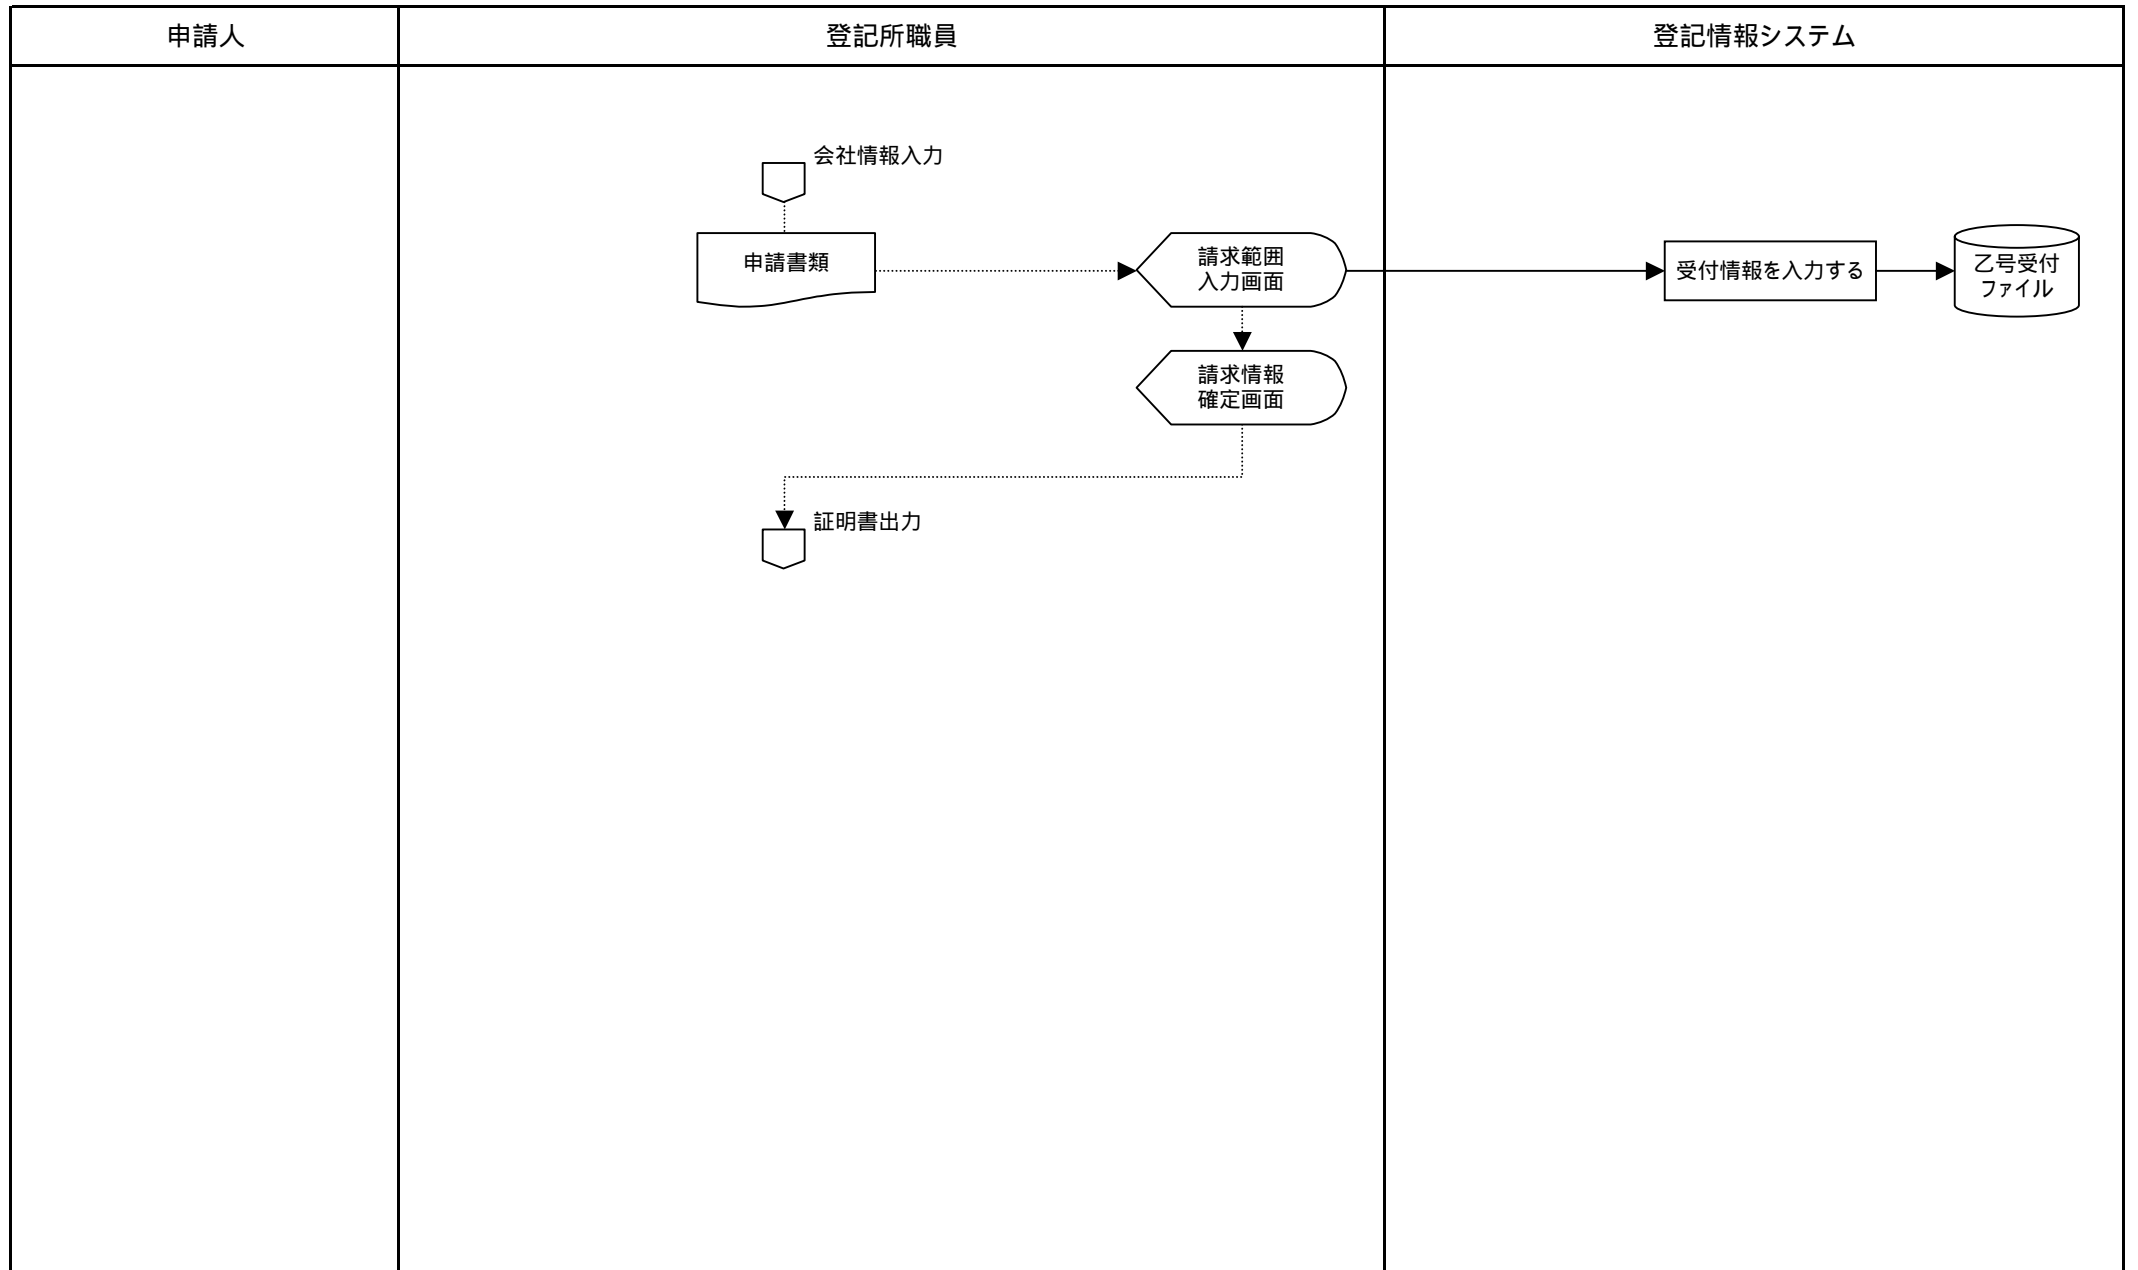 申請人
登記所職員
登記情報システム
会社情報入力
申請書類
請求範囲
入力画面
受付情報を入力する
乙号受付
ファイル
請求情報
確定画面
証明書出力